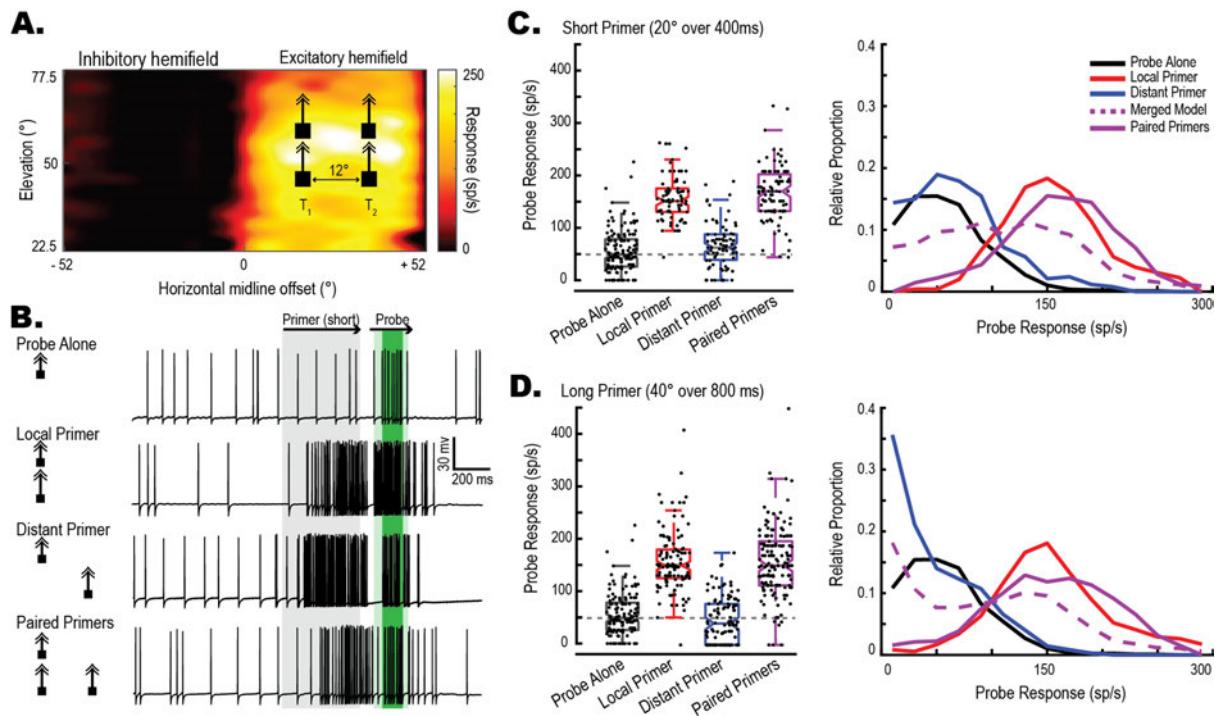 A.
Inhibitory hemifield
Excitatory hemifield
77.5
50
22.5
Elevation (°)
12°
T1
T2
- 52
0
+ 52
Horizontal midline offset (°)
250
0
Response (sp/s)
B.
Primer (short)
Probe
Probe Alone
Local Primer
30 mv
200 ms
Distant Primer
Paired Primers
C.
Short Primer (20° over 400ms)
Probe Response (sp/s)
400
300
200
100
0
Probe Alone
Local Primer
Distant Primer
Paired Primers
Relative Proportion
0.4
0.3
0.2
0.1
0
0
150
3000
Probe Response (sp/s)
Probe Alone
Local Primer
Distant Primer
Merged Model
Paired Primers
D.
Long Primer (40° over 800 ms)
Probe Response (sp/s)
400
300
200
100
0
Probe Alone
Local Primer
Distant Primer
Paired Primers
Relative Proportion
0.4
0.3
0.2
0.1
0
0
150
300
Probe Response (sp/s)